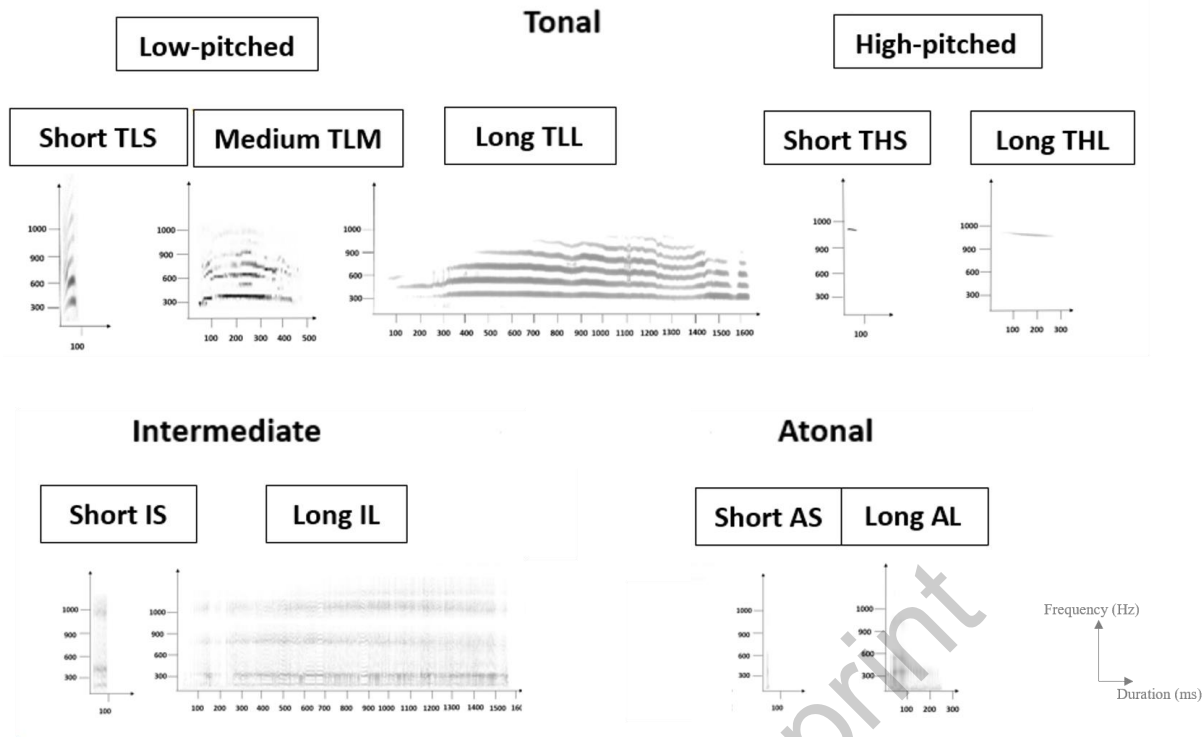 Tonal
Low-pitched
High-pitched
Short TLS
Medium TLM
Long TLL
Short THS
Long THL
1000
900
600
300
100
1000
900
600
300
100 200 300 400 500
1000
900
600
300
100 200 300 400 500 600 700 800 900 1000 1100 1200 1300 1400 1500 1600
1000
900
600
300
1000
900
600
300
100 200 300
Intermediate
Atonal
Short IS
Long IL
Short AS
Long AL
1000
900
600
300
100
1000
900
600
300
100 200 300 400 500 600 700 800 900 1000 1100 1200 1300 1400 1500
1000
900
600
300
100
1000
900
600
300
100 200 300
Frequency (Hz)
Duration (ms)
print